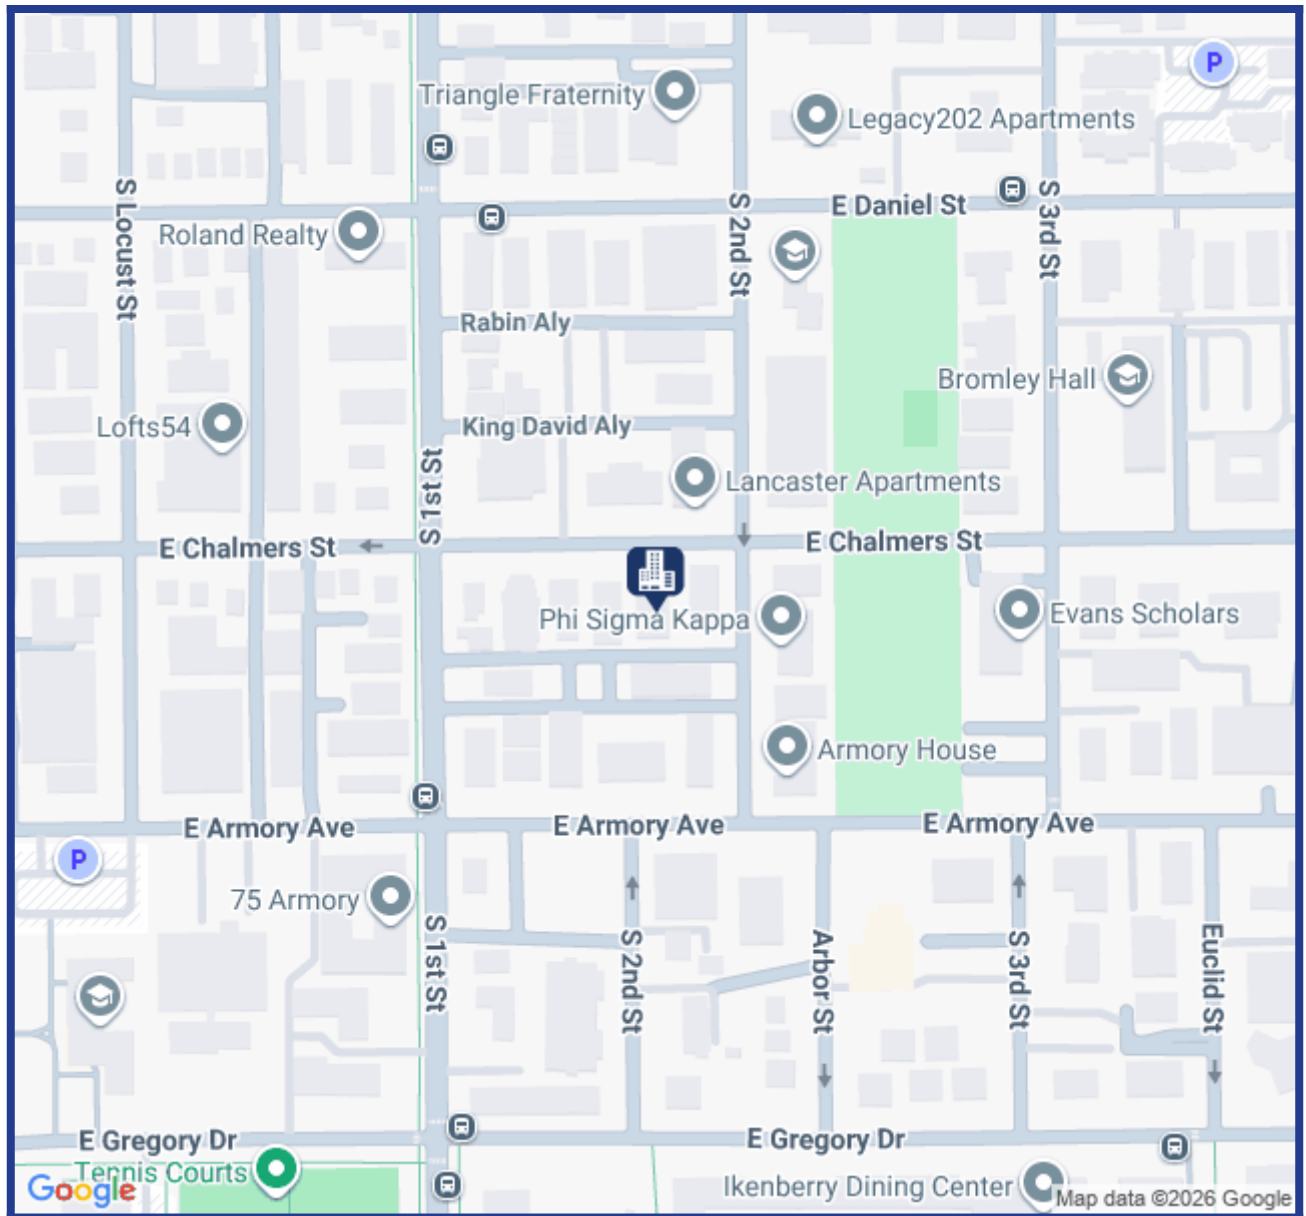 P
Triangle Fraternity
Legacy202 Apartments
S Locust St
S 2nd St
E Daniel St
S 3rd St
Roland Realty
Rabin Aly
Bromley Hall
Lofts54
King David Aly
S 1st St
Lancaster Apartments
E Chalmers St
E Chalmers St
Phi Sigma Kappa
Evans Scholars
Armory House
E Armory Ave
E Armory Ave
E Armory Ave
P
75 Armory
S 1st St
S 2nd St
Arbor St
S 3rd St
Euclid St
E Gregory Dr
E Gregory Dr
Tennis Courts
Ikenberry Dining Center
Google
Map data ©2026 Google